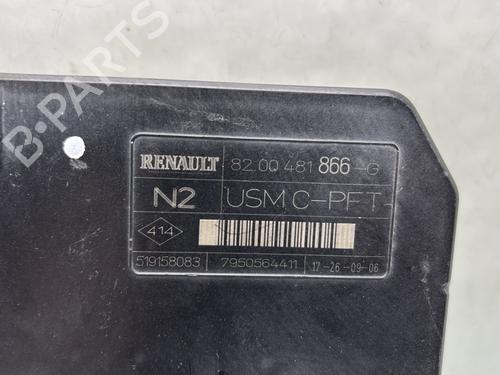 B-PARTS
RENAULT 82 00 481 866-G
N2 USM C-PFT-
414
519158083 7950564411 17-26-09-06